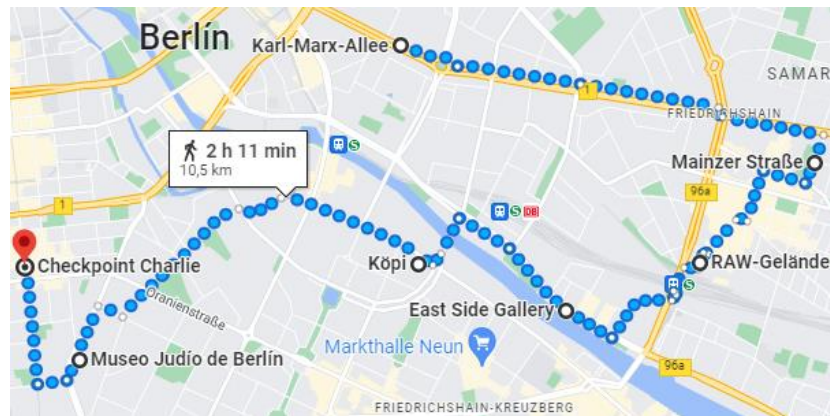 Berlín
Karl-Marx-Allee
SAMAR
1
FRIEDRICHSHAIN
2 h 11 min
10,5 km
S
Mainzer Straße
96a
1
S
DB
Checkpoint Charlie
Köpi
RAW-Gelände
S
Oranienstraße
East Side Gallery
Markthalle Neun
Museo Judío de Berlín
96a
FRIEDRICHSHAIN-KREUZBERG